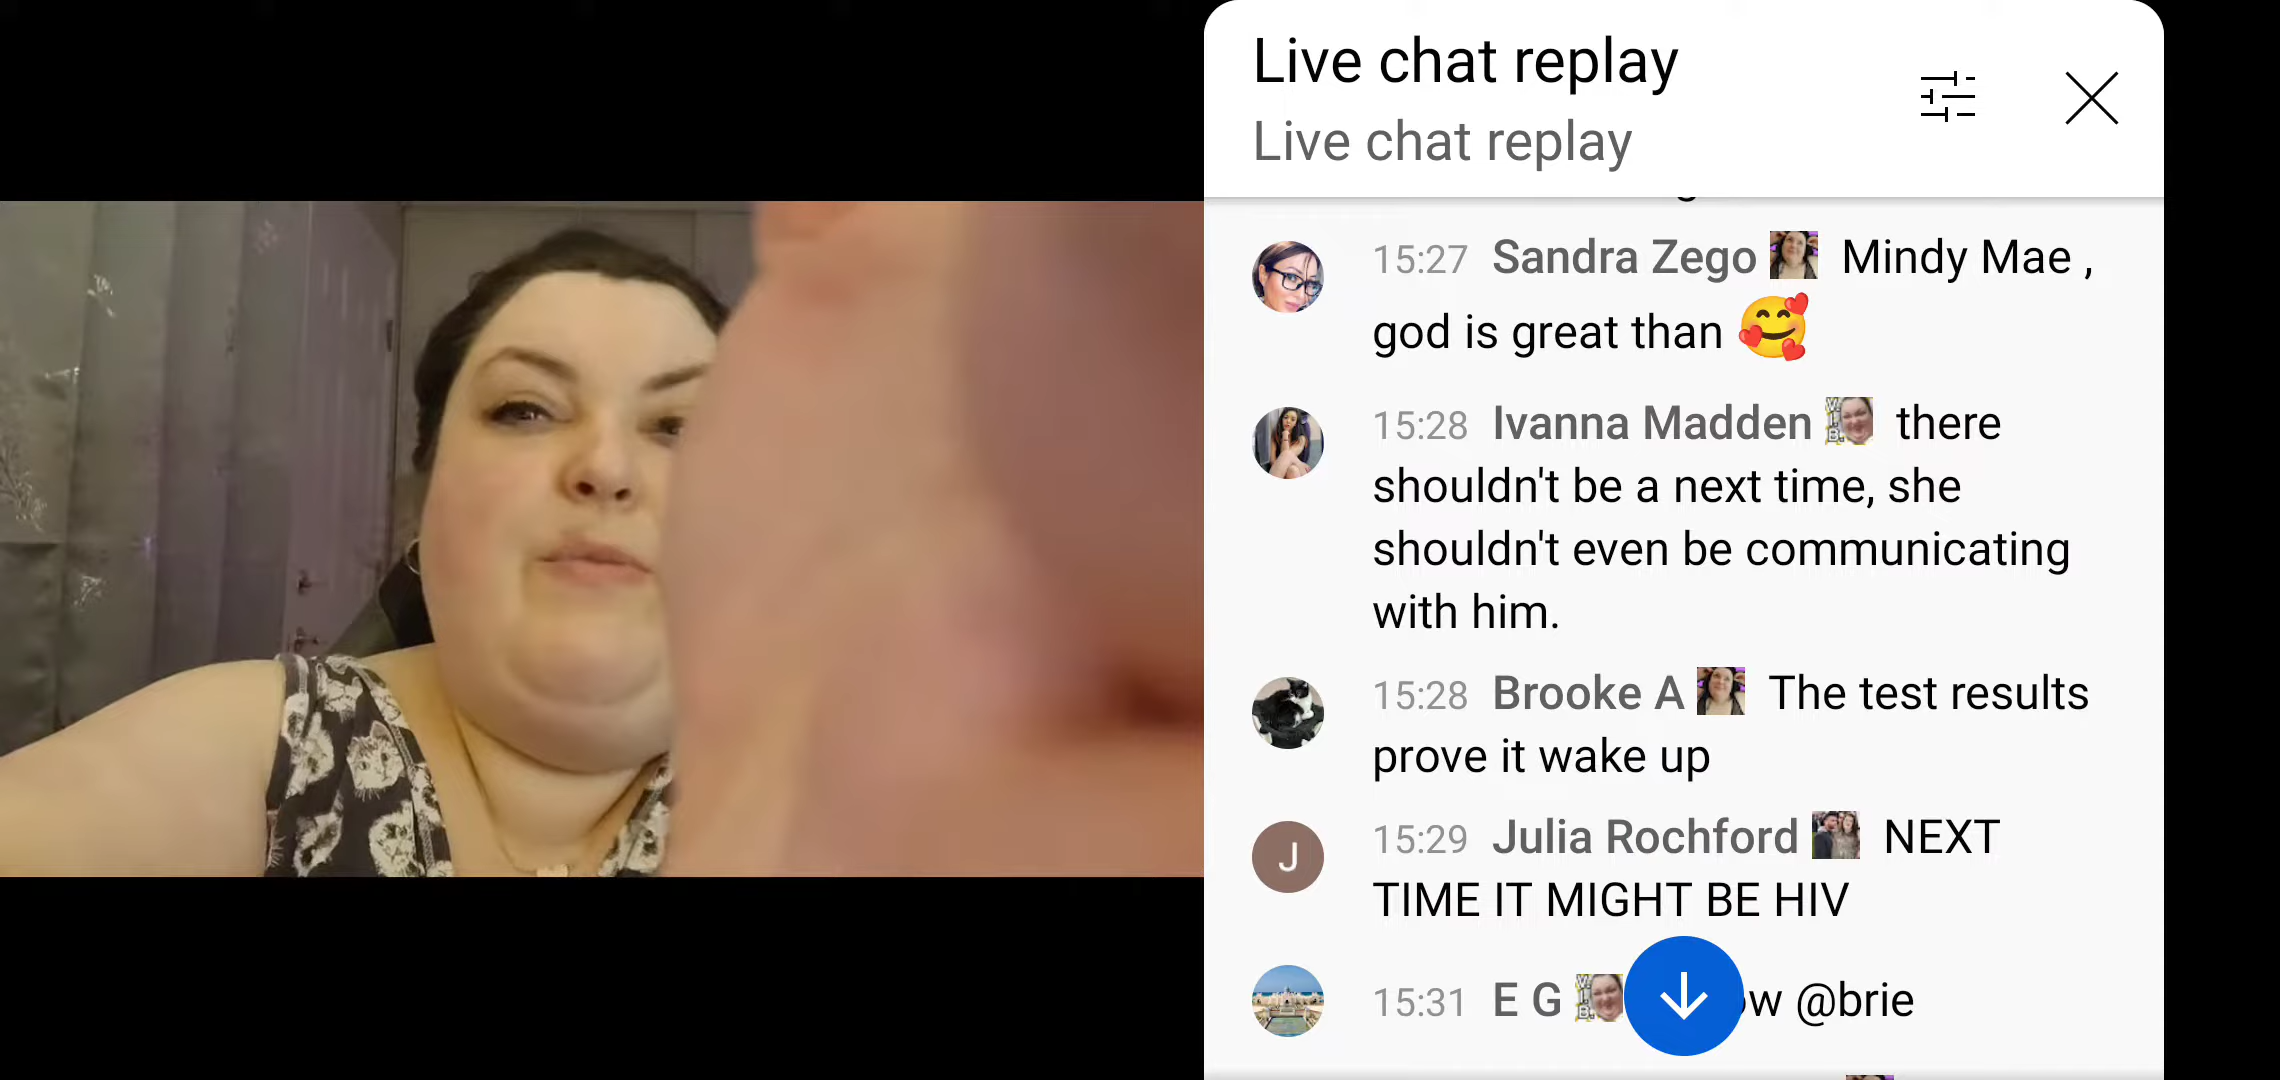 Live chat replay
Live chat replay
15:27 Sandra Zego Mindy Mae ,
god is great than 🥰
15:28 Ivanna Madden there
shouldn't be a next time, she
shouldn't even be communicating
with him.
15:28 Brooke A The test results
prove it wake up
J 15:29 Julia Rochford NEXT
TIME IT MIGHT BE HIV
15:31 E G @brie